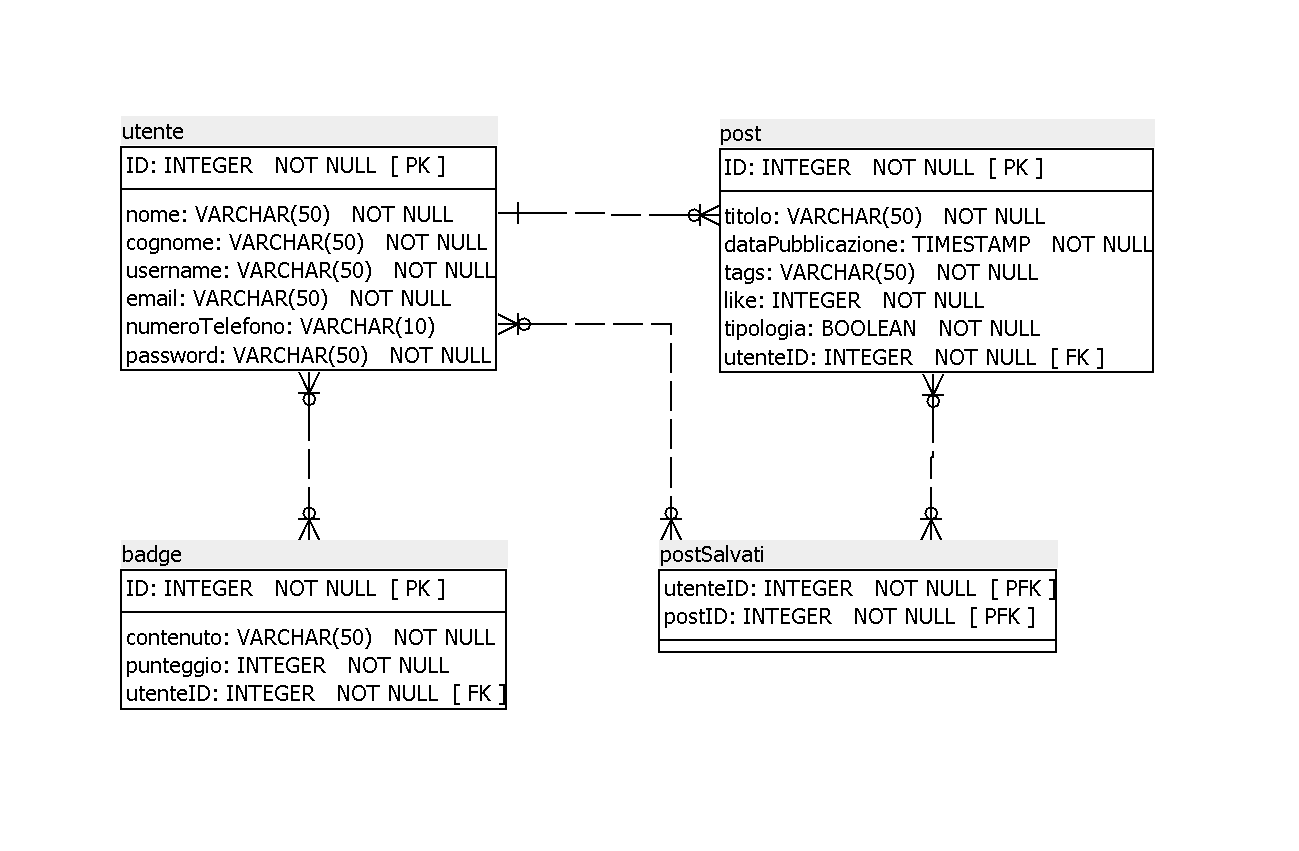 utente
ID: INTEGER NOT NULL [ PK ]
nome: VARCHAR(50) NOT NULL
cognome: VARCHAR(50) NOT NULL
username: VARCHAR(50) NOT NULL
email: VARCHAR(50) NOT NULL
numeroTelefono: VARCHAR(10)
password: VARCHAR(50) NOT NULL
post
ID: INTEGER NOT NULL [ PK ]
titolo: VARCHAR(50) NOT NULL
dataPubblicazione: TIMESTAMP NOT NULL
tags: VARCHAR(50) NOT NULL
like: INTEGER NOT NULL
tipologia: BOOLEAN NOT NULL
utenteID: INTEGER NOT NULL [ FK ]
badge
ID: INTEGER NOT NULL [ PK ]
contenuto: VARCHAR(50) NOT NULL
punteggio: INTEGER NOT NULL
utenteID: INTEGER NOT NULL [ FK ]
postSalvati
utenteID: INTEGER NOT NULL [ PFK ]
postID: INTEGER NOT NULL [ PFK ]